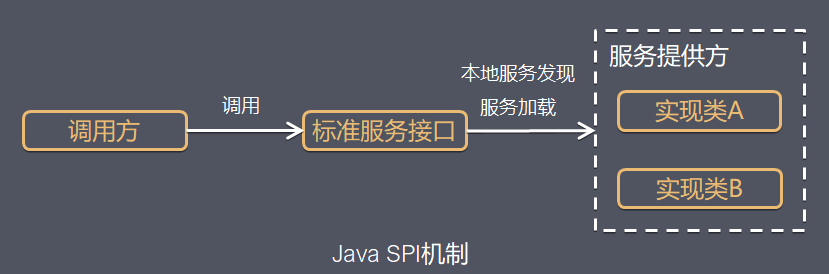 调用方
调用
标准服务接口
本地服务发现
服务加载
服务提供方
实现类A
实现类B
Java SPI机制